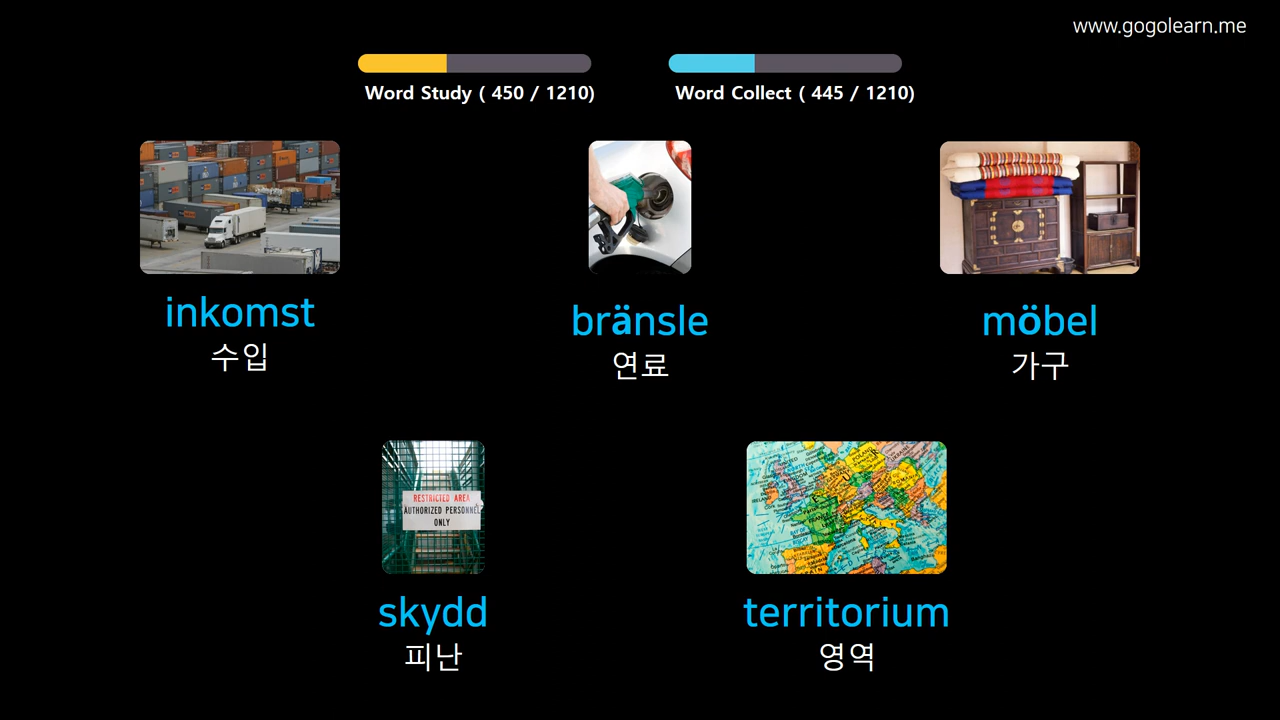 www.gogolearn.me
Word Study ( 450 / 1210)
Word Collect ( 445 / 1210)
inkomst
수입
bränsle
연료
möbel
가구
RESTRICTED AREA
AUTHORIZED PERSONNEL
ONLY
skydd
피난
territorium
영역